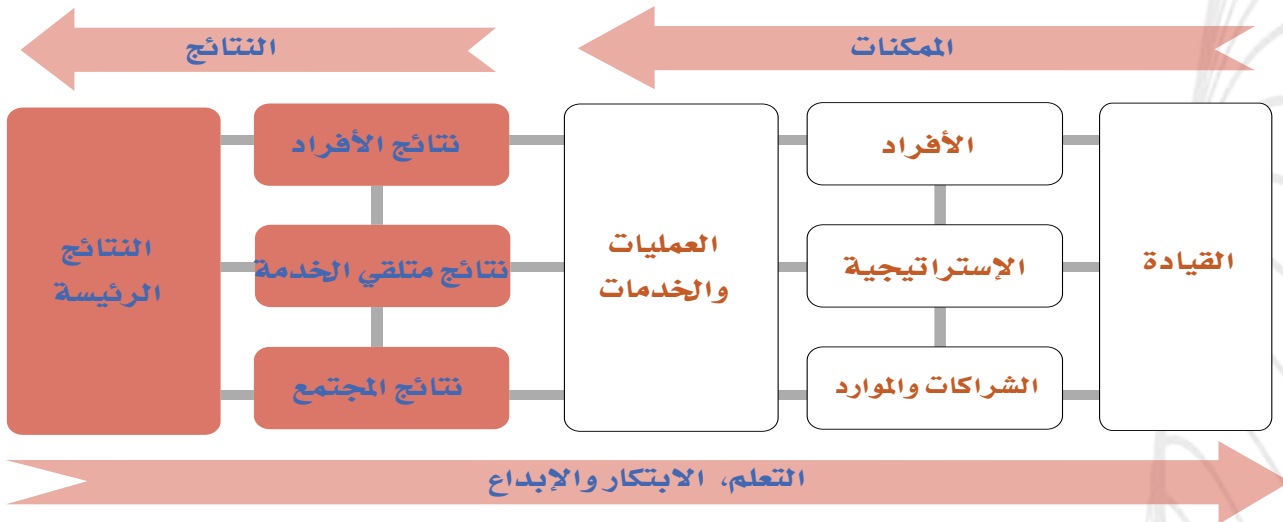 الممكنات
النتائج
القيادة
الأفراد
الإستراتيجية
الشراكات والموارد
العمليات
والخدمات
نتائج الأفراد
نتائج متلقي الخدمة
نتائج المجتمع
النتائج
الرئيسة
التعلم، الابتكار والإبداع